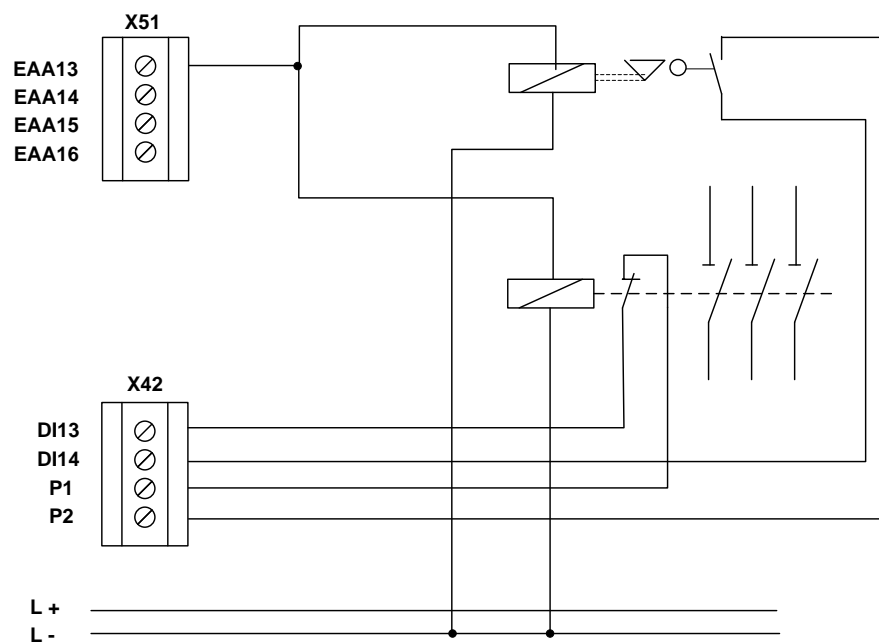 X51
EAA13
EAA14
EAA15
EAA16
X42
DI13
DI14
P1
P2
L +
L -